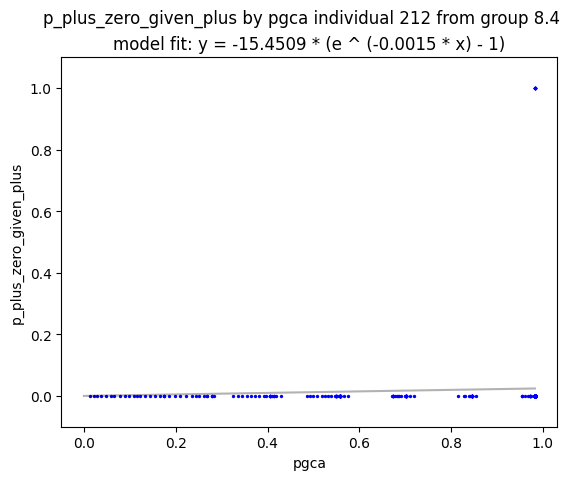 p_plus_zero_given_plus by pgca individual 212 from group 8.4
model fit: y = -15.4509 * (e ^ (-0.0015 * x) - 1)
1.0
0.8
0.6
0.4
0.2
0.0
p_plus_zero_given_plus
0.0 0.2 0.4 0.6 0.8 1.0
pgca